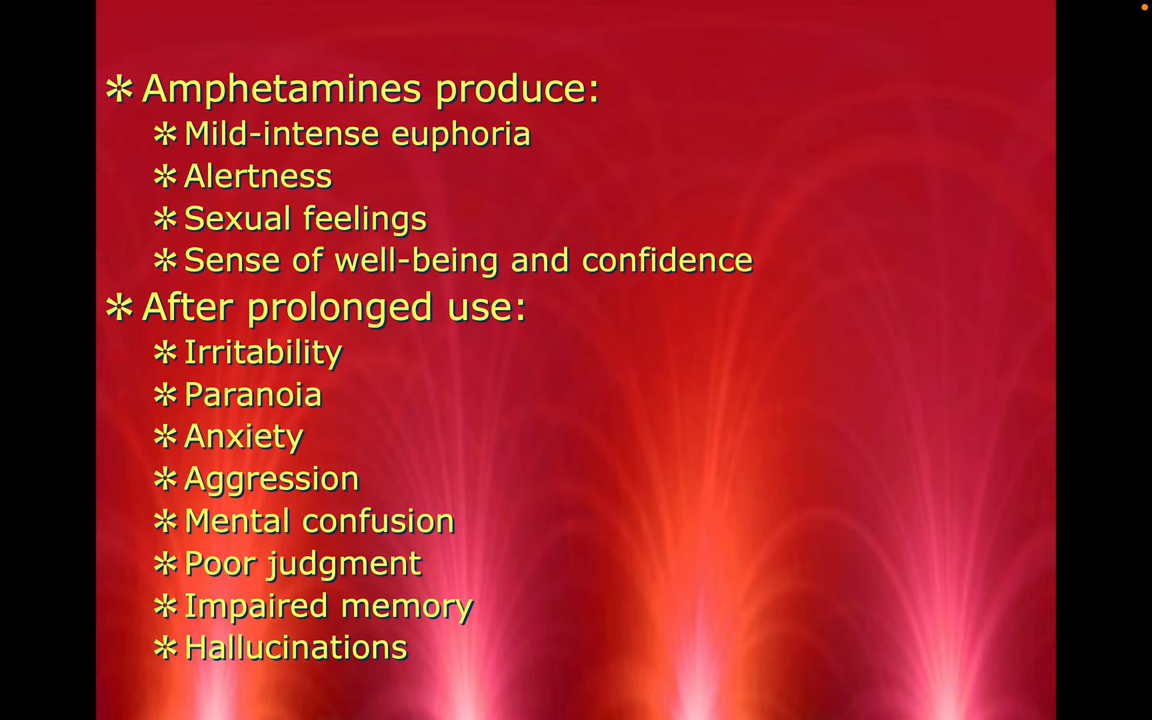 ✲ Amphetamines produce:
✲ Mild-intense euphoria
✲ Alertness
✲ Sexual feelings
✲ Sense of well-being and confidence
✲ After prolonged use:
✲ Irritability
✲ Paranoia
✲ Anxiety
✲ Aggression
✲ Mental confusion
✲ Poor judgment
✲ Impaired memory
✲ Hallucinations